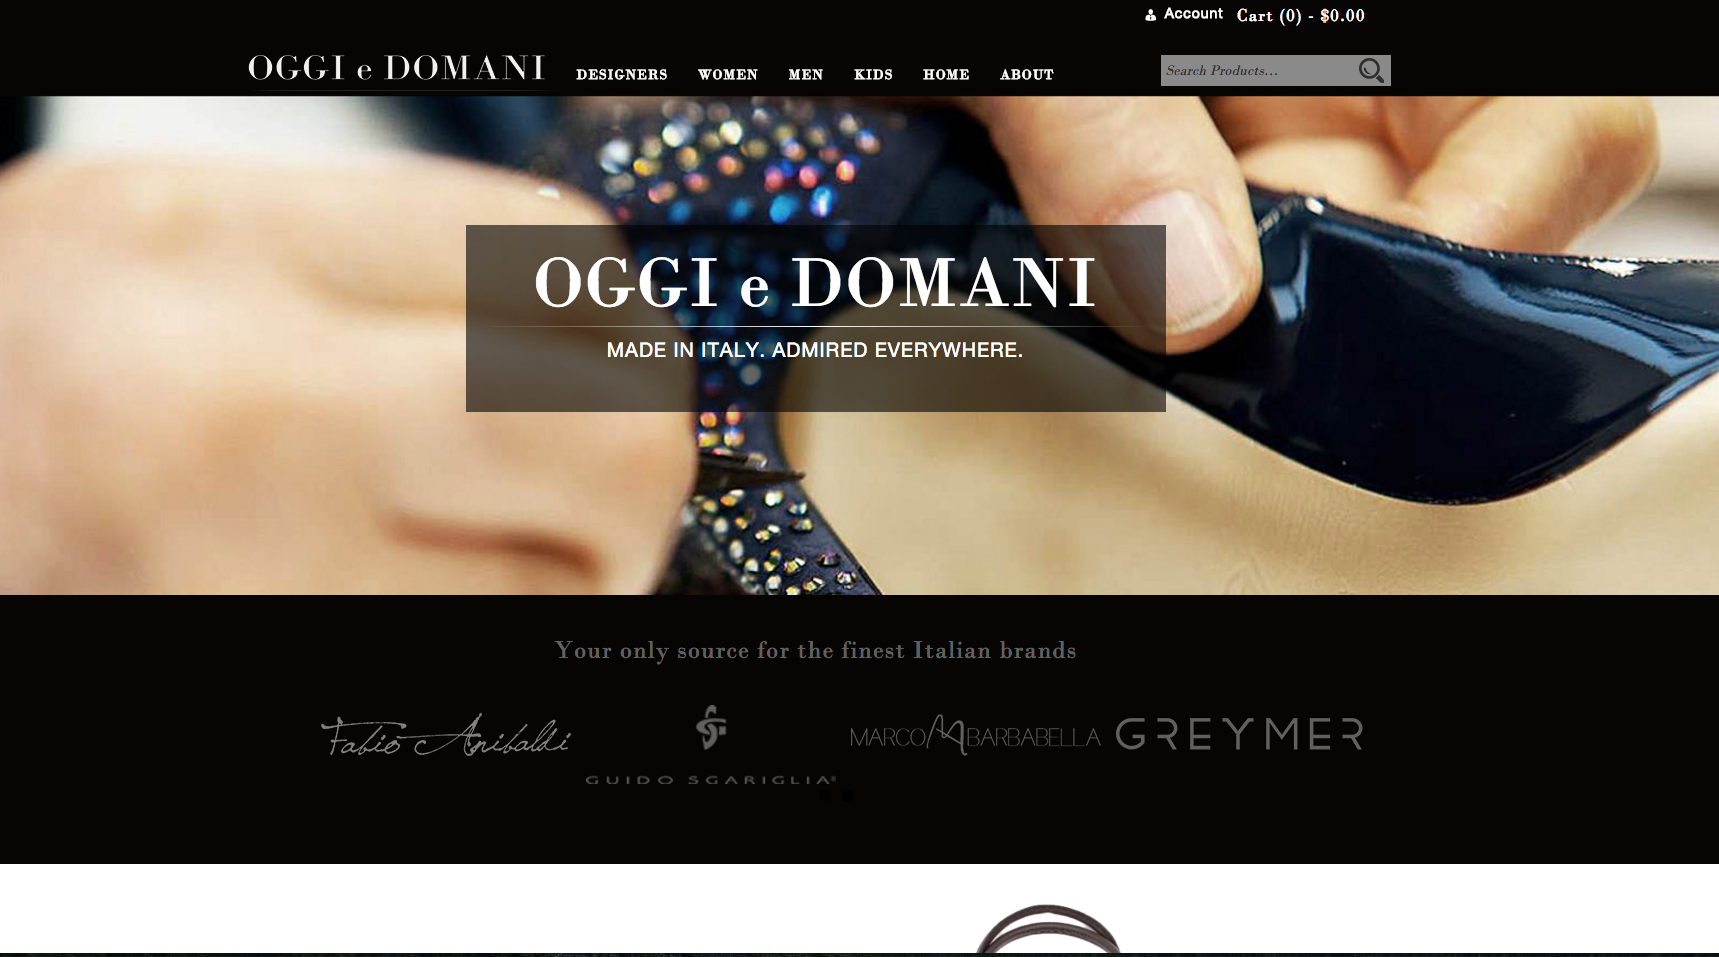 Account Cart (0) - $0.00
OGGI e DOMANI DESIGNERS WOMEN MEN KIDS HOME ABOUT Search Products...
OGGI e DOMANI
MADE IN ITALY. ADMIRED EVERYWHERE.
Your only source for the finest Italian brands
Fabio Anibaldi MARCO BARBABELLA GREYMER
GUIDO SGARIGLIA®